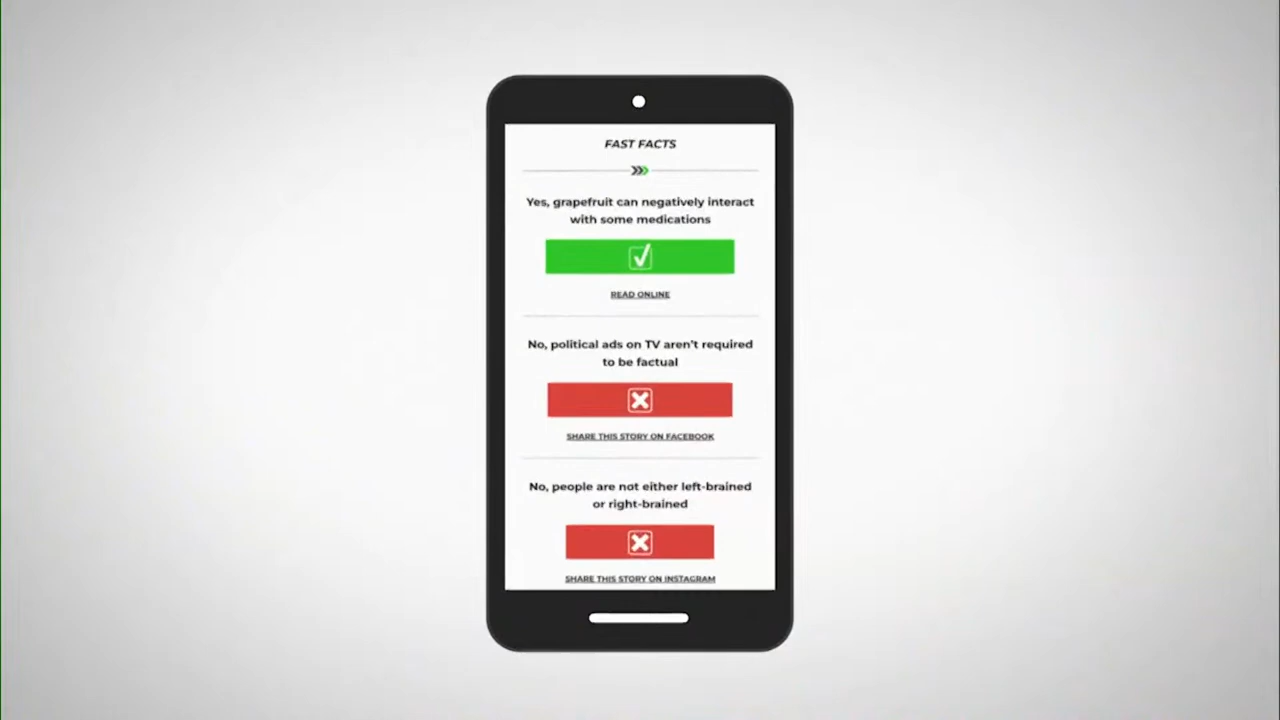 FAST FACTS
Yes, grapefruit can negatively interact
with some medications
READ ONLINE
No, political ads on TV aren't required
to be factual
SHARE THIS STORY ON FACEBOOK
No, people are not either left-brained
or right-brained
SHARE THIS STORY ON INSTAGRAM